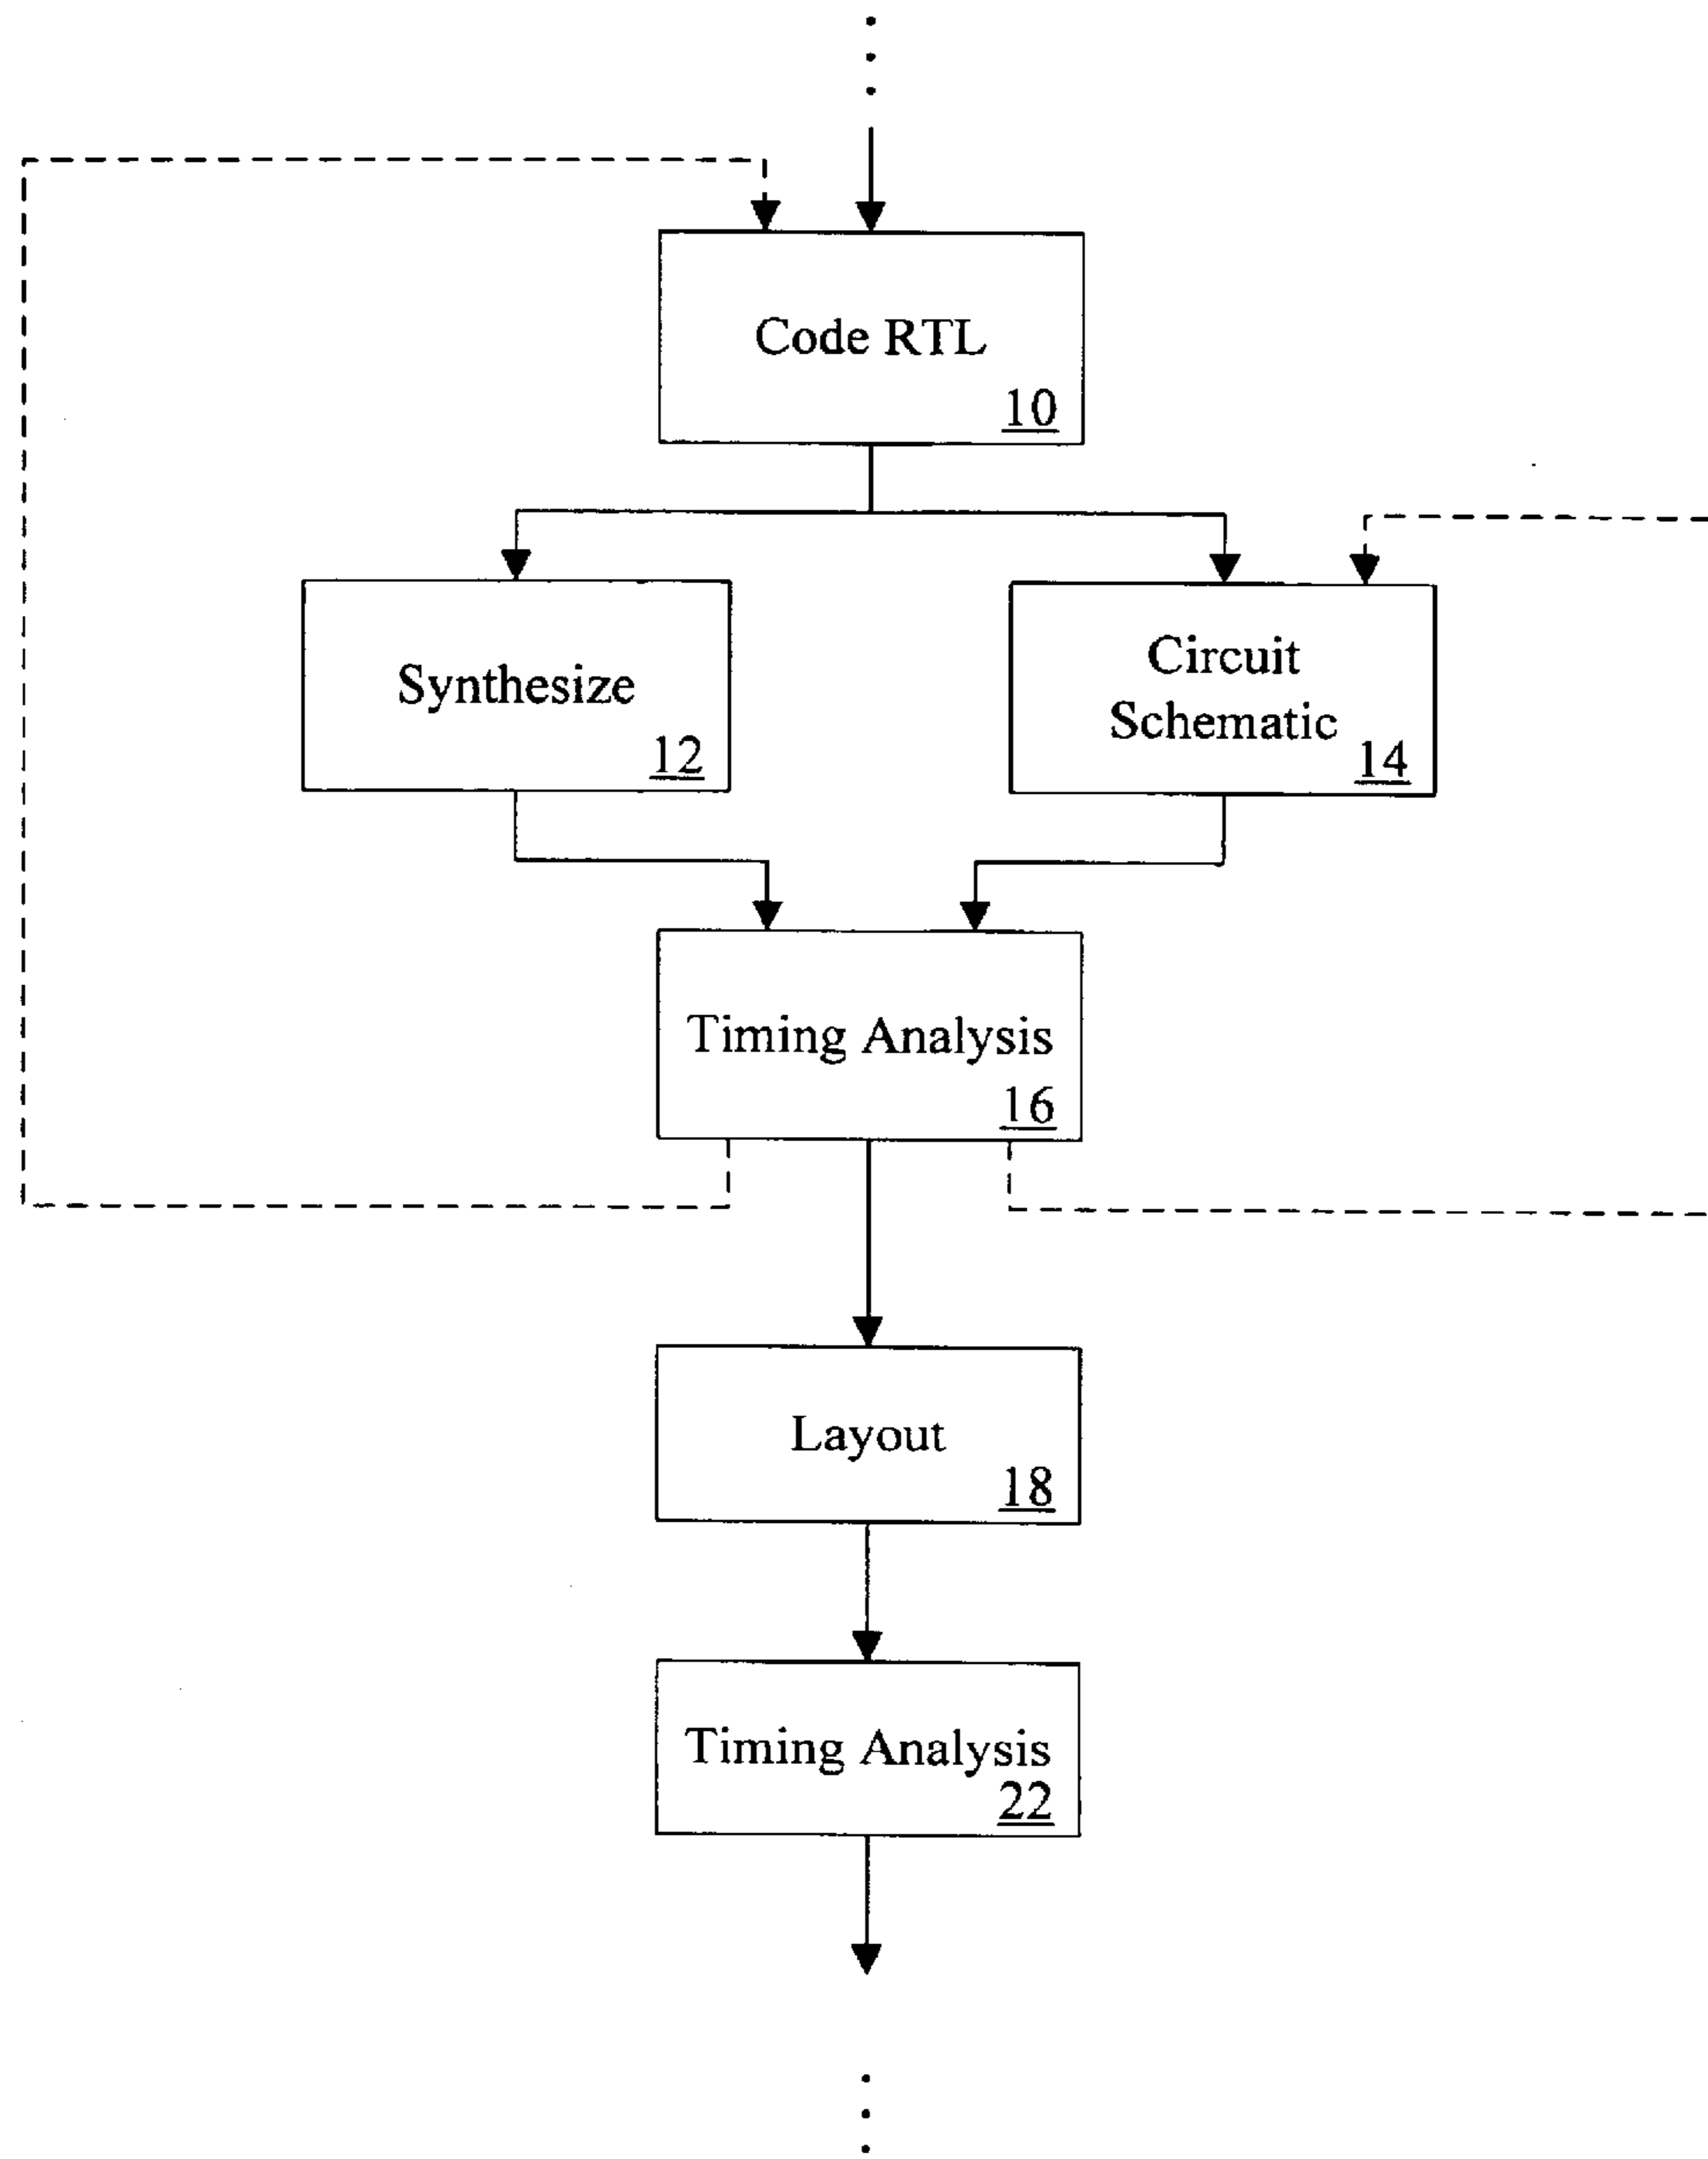 Code RTL
10
Synthesize
12
Circuit
Schematic
14
Timing Analysis
16
Layout
18
Timing Analysis
22